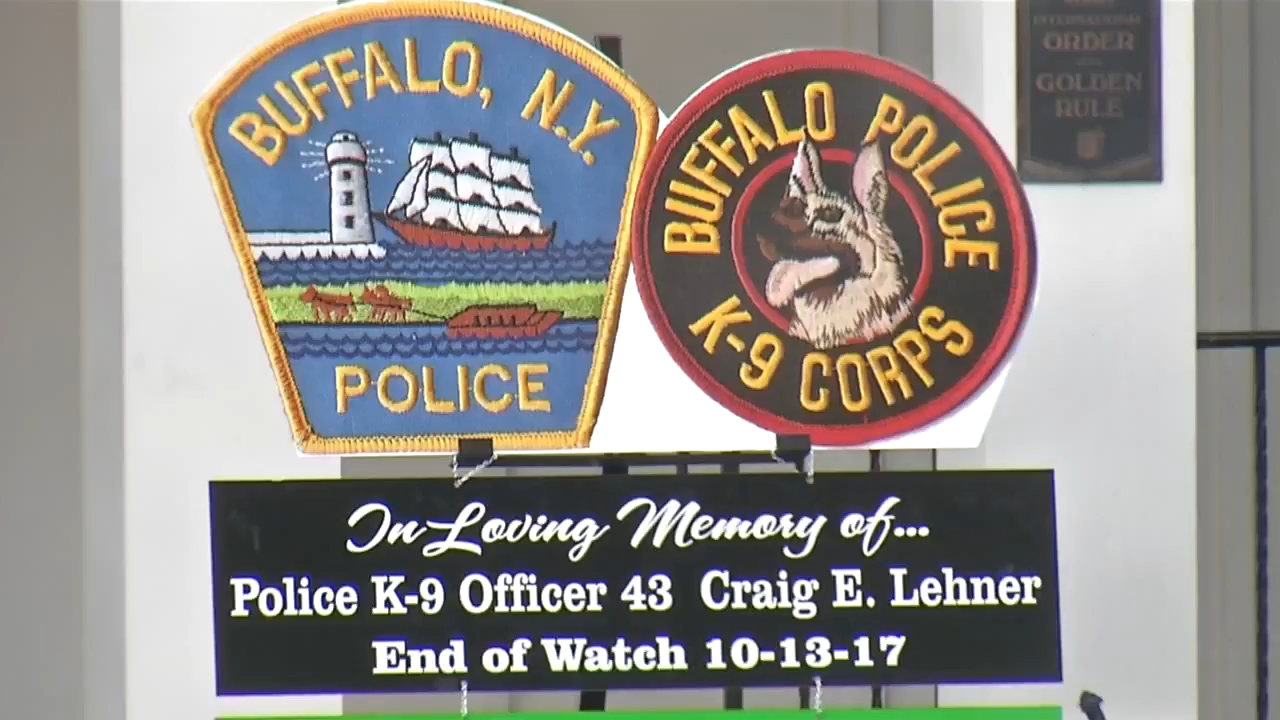 BUFFALO, N.Y.
POLICE
BUFFALO POLICE
K-9 CORPS
INTERNATIONAL
ORDER
GOLDEN
RULE
In Loving Memory of...
Police K-9 Officer 43 Craig E. Lehner
End of Watch 10-13-17